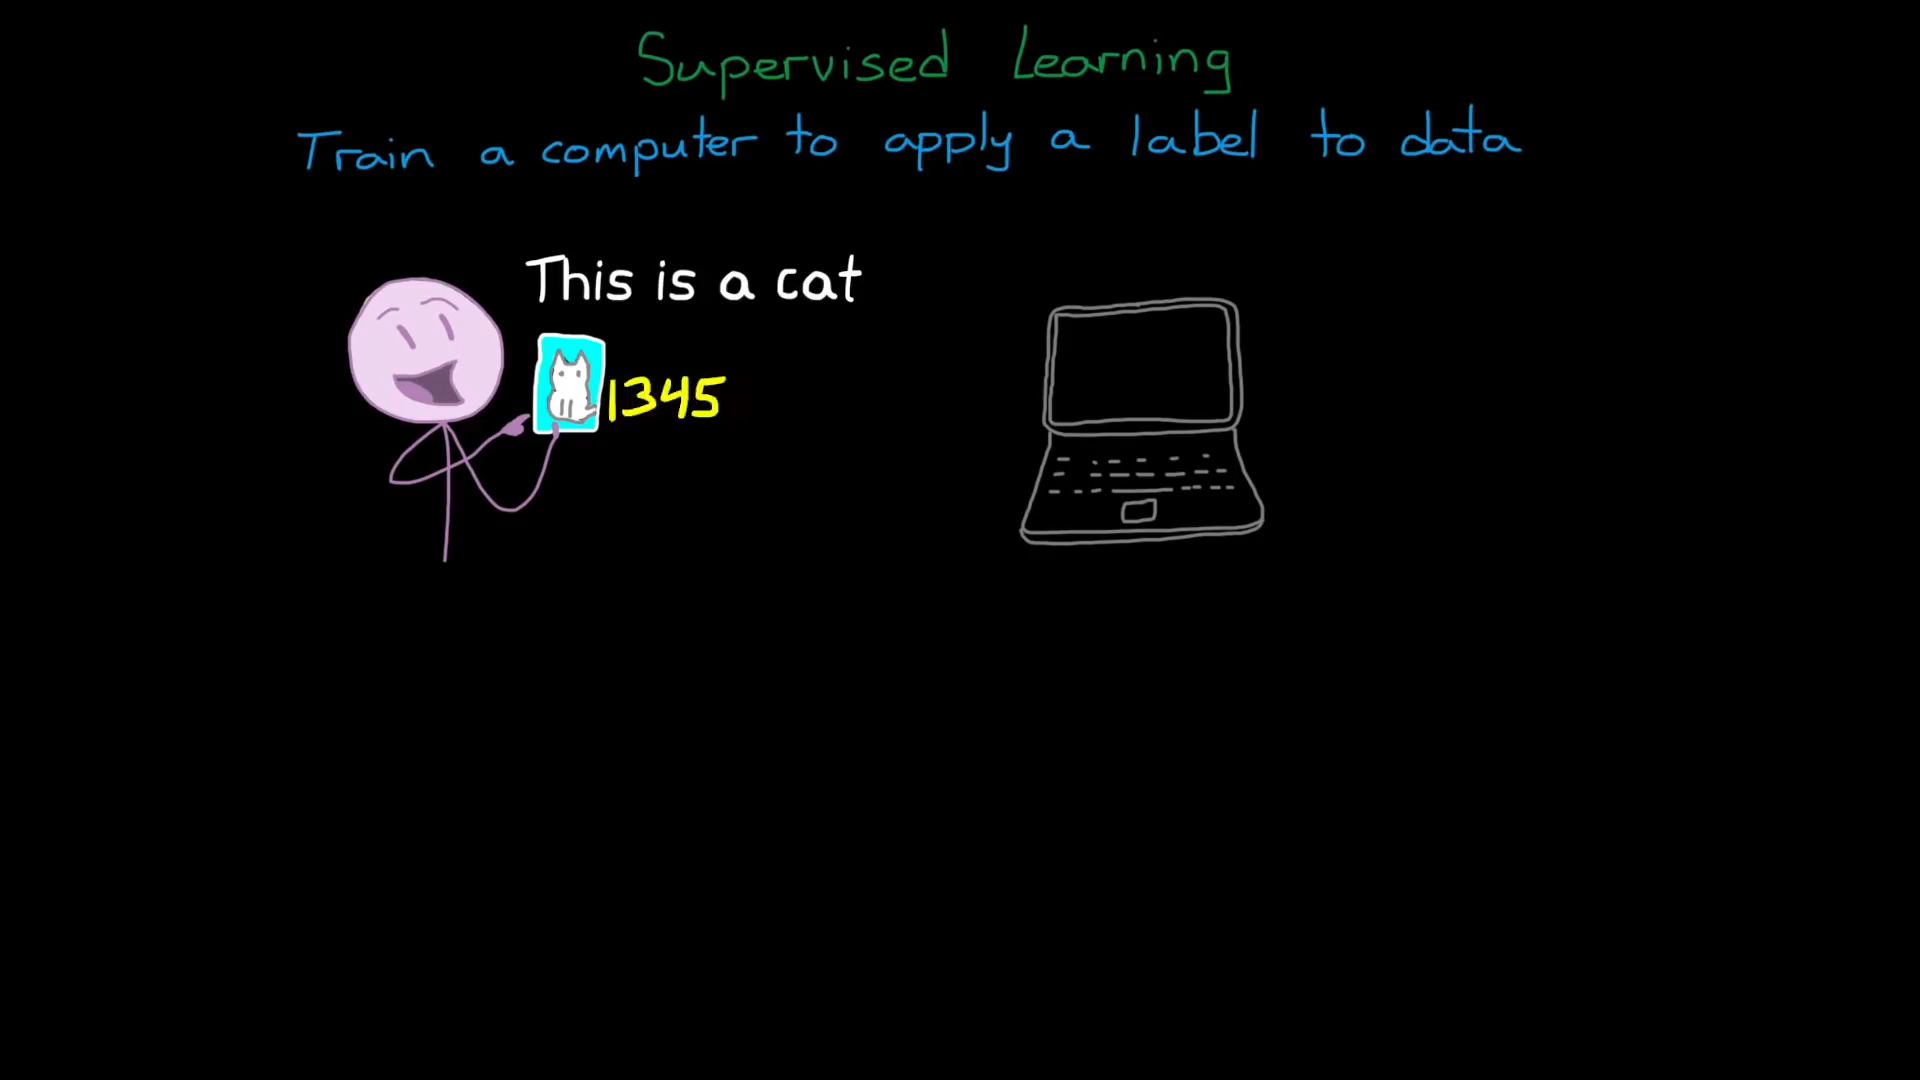 Supervised Learning
Train a computer to apply a label to data
This is a cat
1345